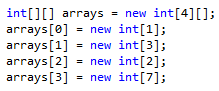 int[][] arrays = new int[4][];
arrays[0] = new int[1];
arrays[1] = new int[3];
arrays[2] = new int[2];
arrays[3] = new int[7];